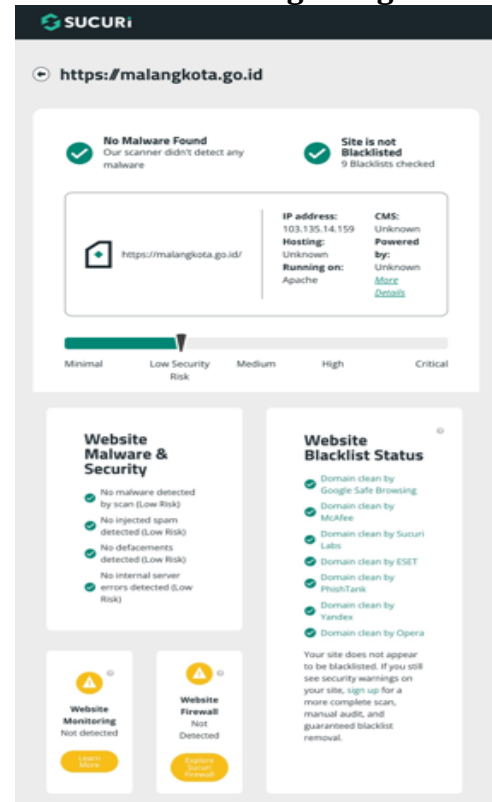 SUCURi
https://malangkota.go.id
No Malware Found
Our scanner didn't detect any
malware
Site is not
Blacklisted
9 Blacklists checked
https://malangkota.go.id/
IP address:
103.135.14.159
Hosting:
Unknown
Running on:
Apache
CMS:
Unknown
Powered
by:
Unknown
More
Details
Minimal
Low Security
Risk
Medium
High
Critical
Website
Malware &
Security
No malware detected
by scan (Low Risk)
No injected spam
detected (Low Risk)
No defacements
detected (Low Risk)
No internal server
errors detected (Low
Risk)
Website
Blacklist Status
Domain clean by
Google Safe Browsing
Domain clean by
McAfee
Domain clean by Sucuri
Labs
Domain clean by ESET
Domain clean by
PhishTank
Domain clean by
Yandex
Domain clean by Opera
Your site does not appear
to be blacklisted. If you still
see security warnings on
your site, sign up for a
more complete scan,
manual audit, and
guaranteed blacklist
removal.
Website
Monitoring
Not detected
Learn
More
Website
Firewall
Not
Detected
Explore
Sucuri
Firewall